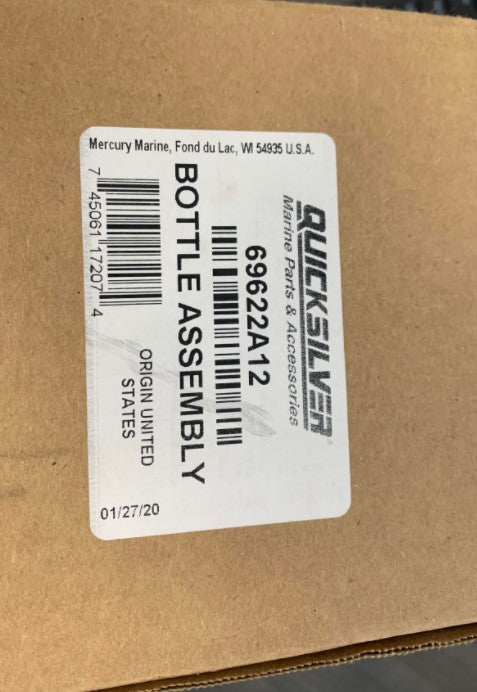 QUICKSILVER®
Marine Parts & Accessories
69622A12
BOTTLE ASSEMBLY
7 45061 17207 4
ORIGIN UNITED
STATES
Mercury Marine, Fond du Lac, WI 54935 U.S.A.
01/27/20